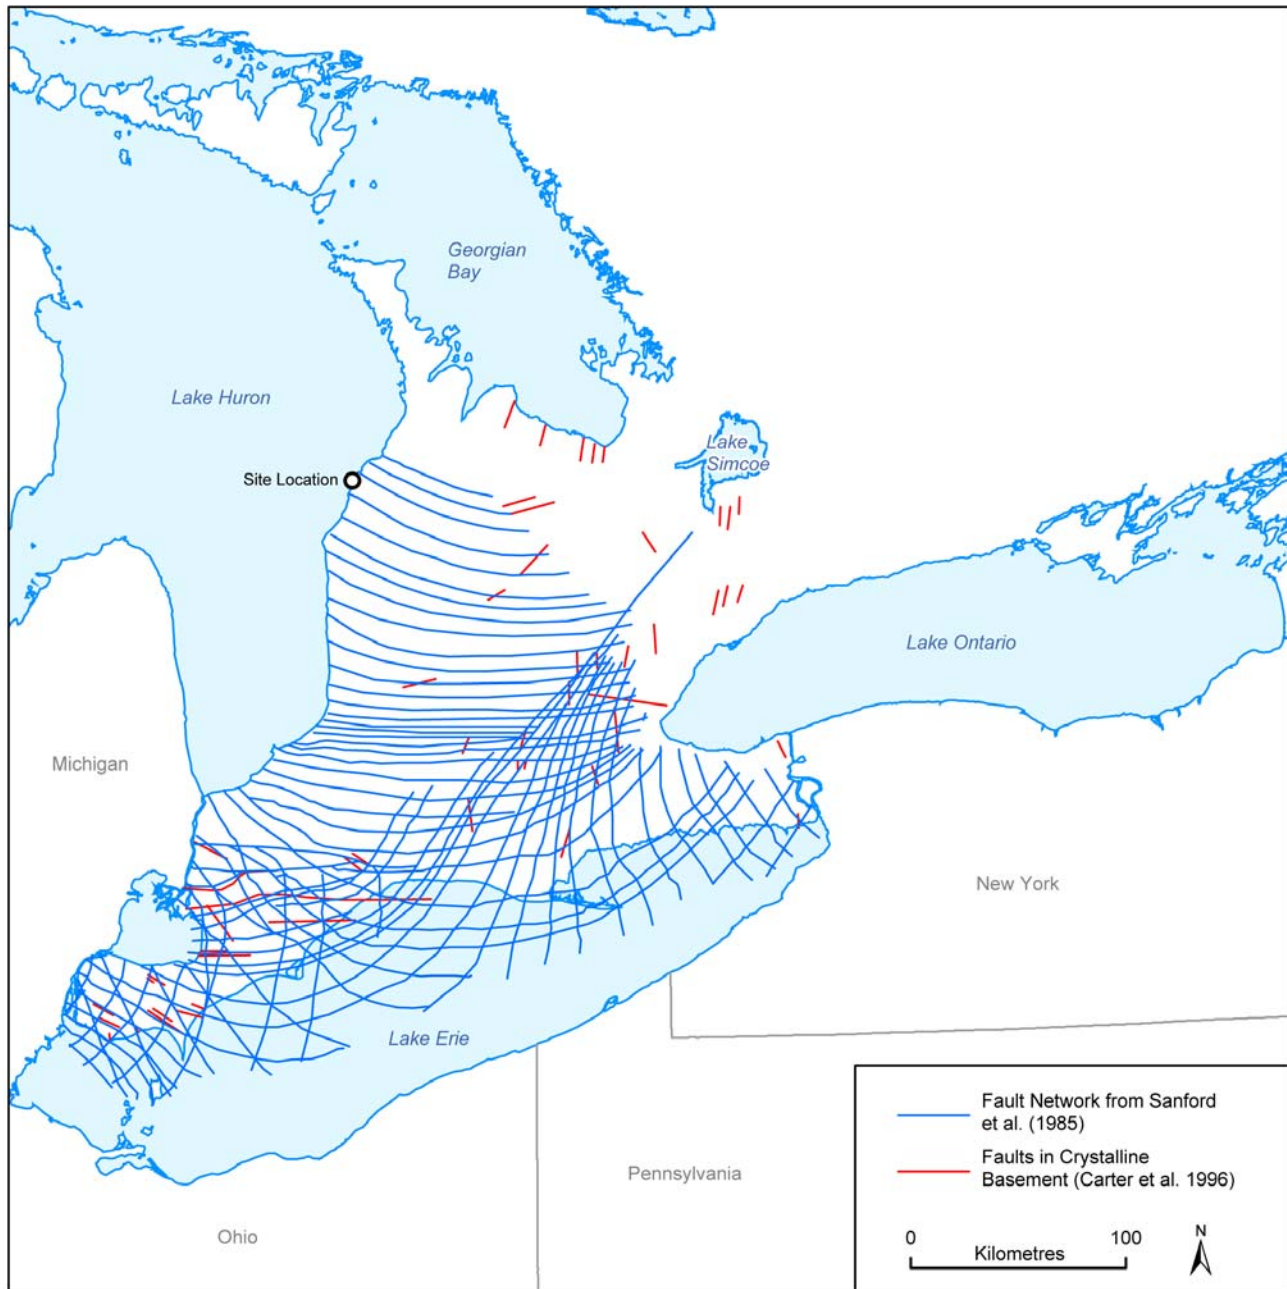 Georgian
Bay
Lake Huron
Lake
Simcoe
Site Location
Lake Ontario
Michigan
New York
Lake Erie
Pennsylvania
Ohio
Fault Network from Sanford
et al. (1985)
Faults in Crystalline
Basement (Carter et al. 1996)
0 100
Kilometres
N